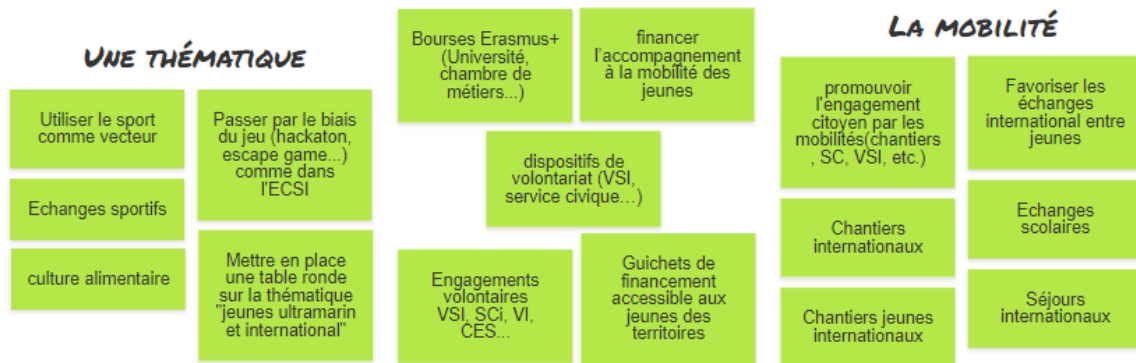 UNE THÉMATIQUE
Utiliser le sport
comme vecteur
Passer par le biais
du jeu (hackaton,
escape game...)
comme dans
l'ECSI
Echanges sportifs
culture alimentaire
Mettre en place
une table ronde
sur la thématique
"jeunes ultramarin
et international"
Bourses Erasmus+
(Université,
chambre de
métiers...)
financer
l'accompagnement
à la mobilité des
jeunes
dispositifs de
volontariat (VSI,
service civique...)
Engagements
volontaires
VSI, SCi, VI,
CES...
Guichets de
financement
accessible aux
jeunes des
territoires
LA MOBILITÉ
promouvoir
l'engagement
citoyen par les
mobilités(chantiers
, SC, VSI, etc.)
Favoriser les
échanges
international entre
jeunes
Chantiers
internationaux
Echanges
scolaires
Chantiers jeunes
internationaux
Séjours
internationaux